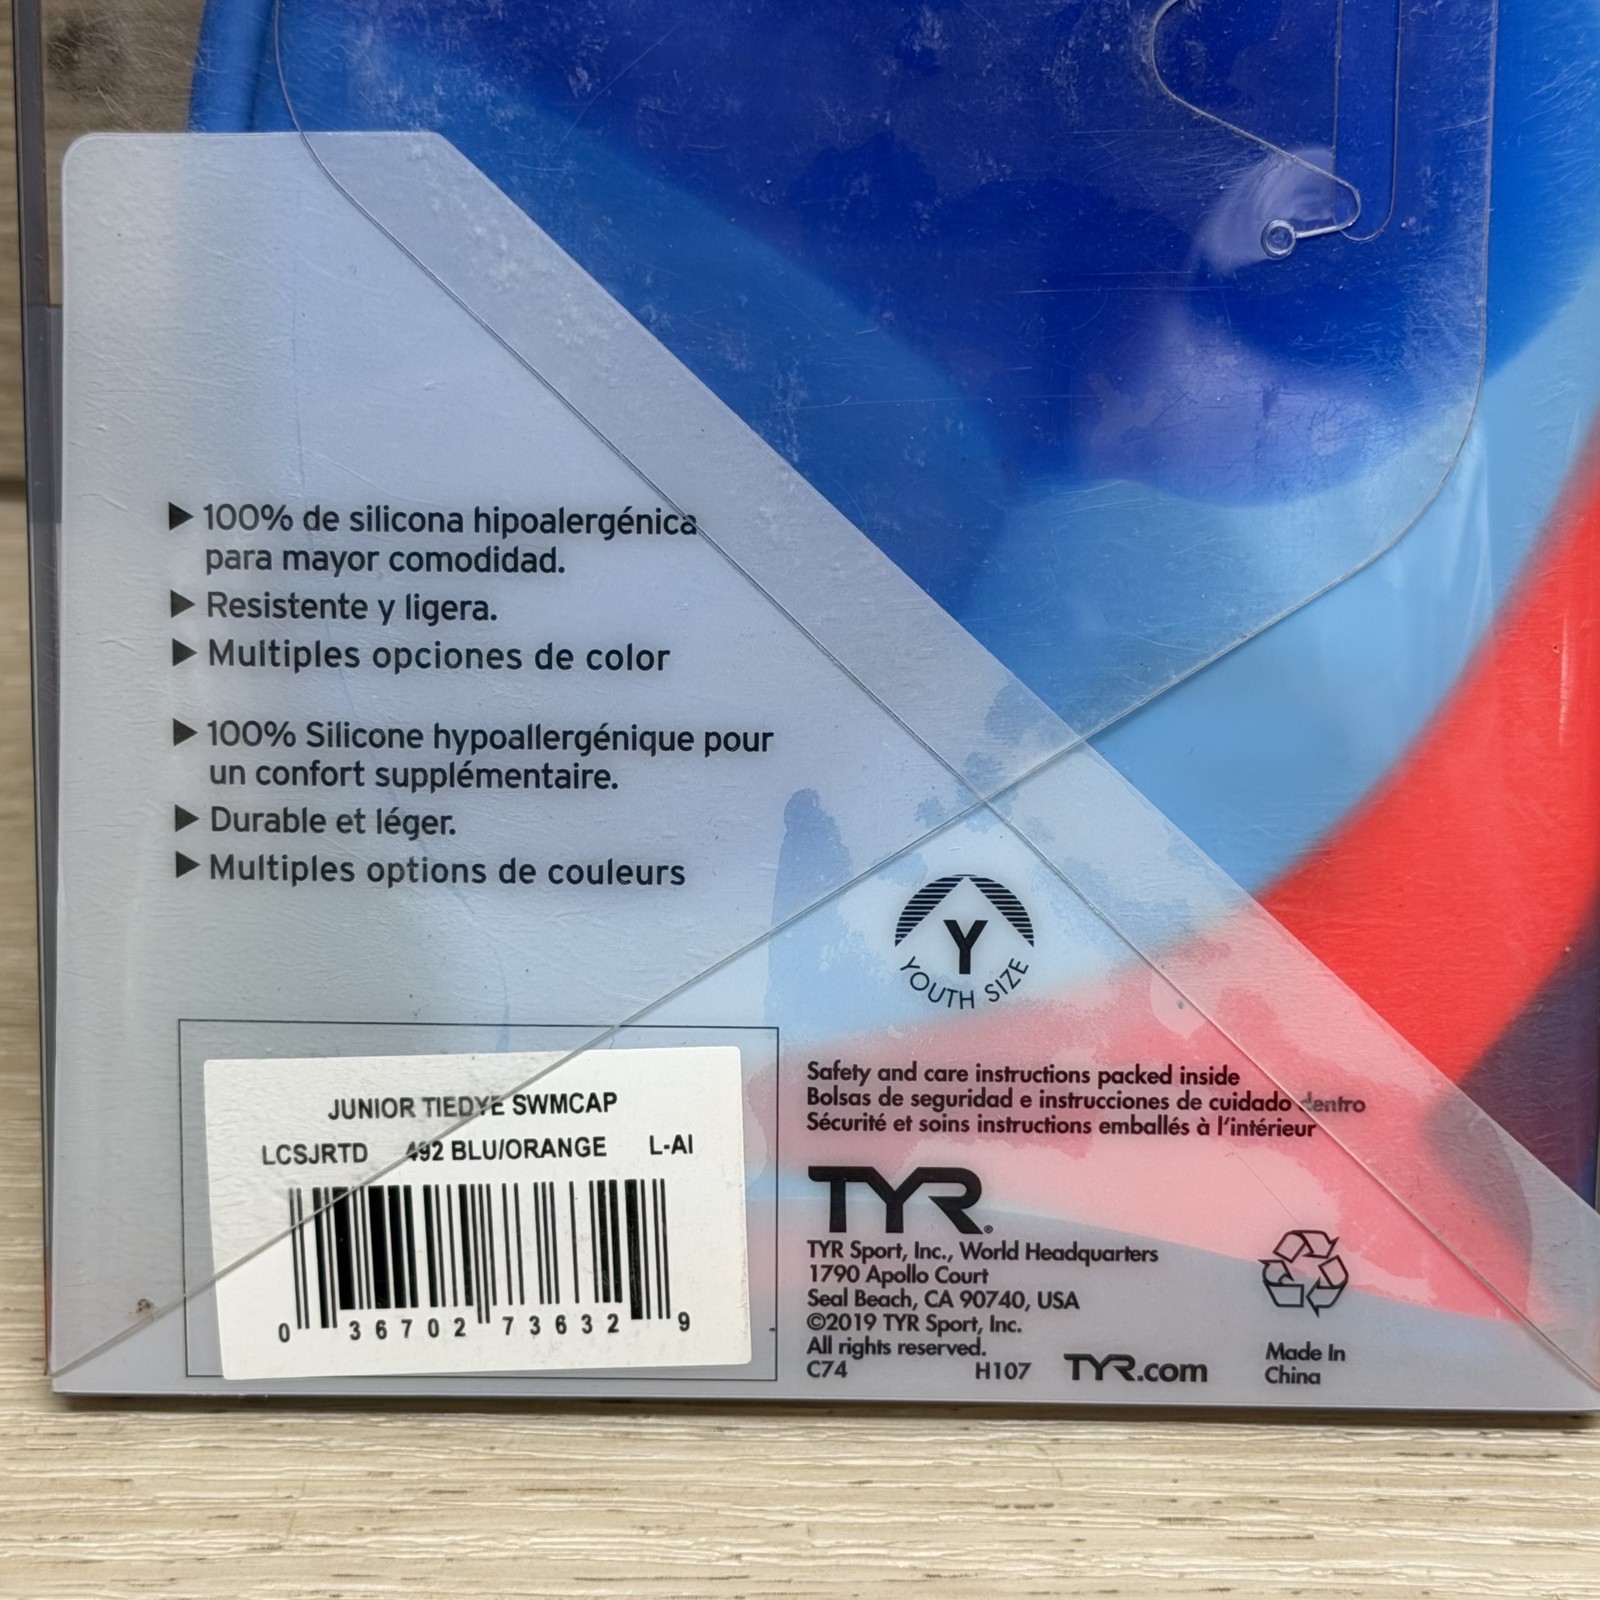 ▶ 100% de silicona hipoalergénica
para mayor comodidad.
▶ Resistente y ligera.
▶ Multiples opciones de color
▶ 100% Silicone hypoallergénique pour
un confort supplémentaire.
▶ Durable et léger.
▶ Multiples options de couleurs
Y
YOUTH SIZE
JUNIOR TIEDYE SWMCAP
LCSJRTD 492 BLU/ORANGE L-AI
0 36702 73632 9
Safety and care instructions packed inside
Bolsas de seguridad e instrucciones de cuidado dentro
Sécurité et soins instructions emballés à l'intérieur
TYR®
TYR Sport, Inc., World Headquarters
1790 Apollo Court
Seal Beach, CA 90740, USA
©2019 TYR Sport, Inc.
All rights reserved.
C74 H107 TYR.com
Made In
China